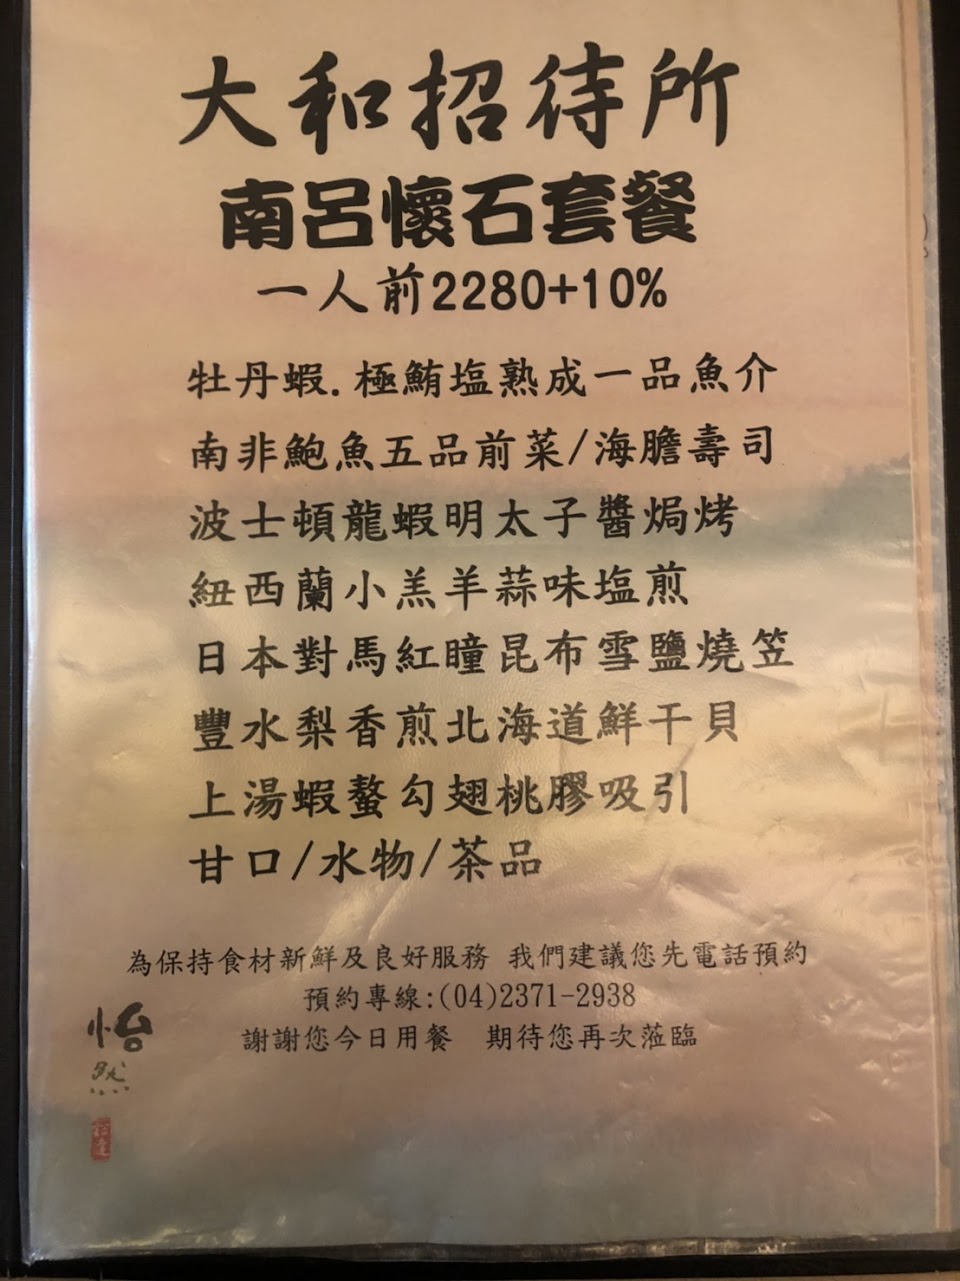 大和招待所
南呂懷石套餐
一人前2280+10%
牡丹蝦.極鮪塩熟成一品魚介
南非鮑魚五品前菜/海膽壽司
波士頓龍蝦明太子醬焗烤
紐西蘭小羔羊蒜味塩煎
日本對馬紅瞳昆布雪鹽燒笠
豐水梨香煎北海道鮮干貝
上湯蝦螯勾翅桃膠吸引
甘口/水物/茶品
為保持食材新鮮及良好服務 我們建議您先電話預約
預約專線:(04)2371-2938
謝謝您今日用餐 期待您再次蒞臨
怡然